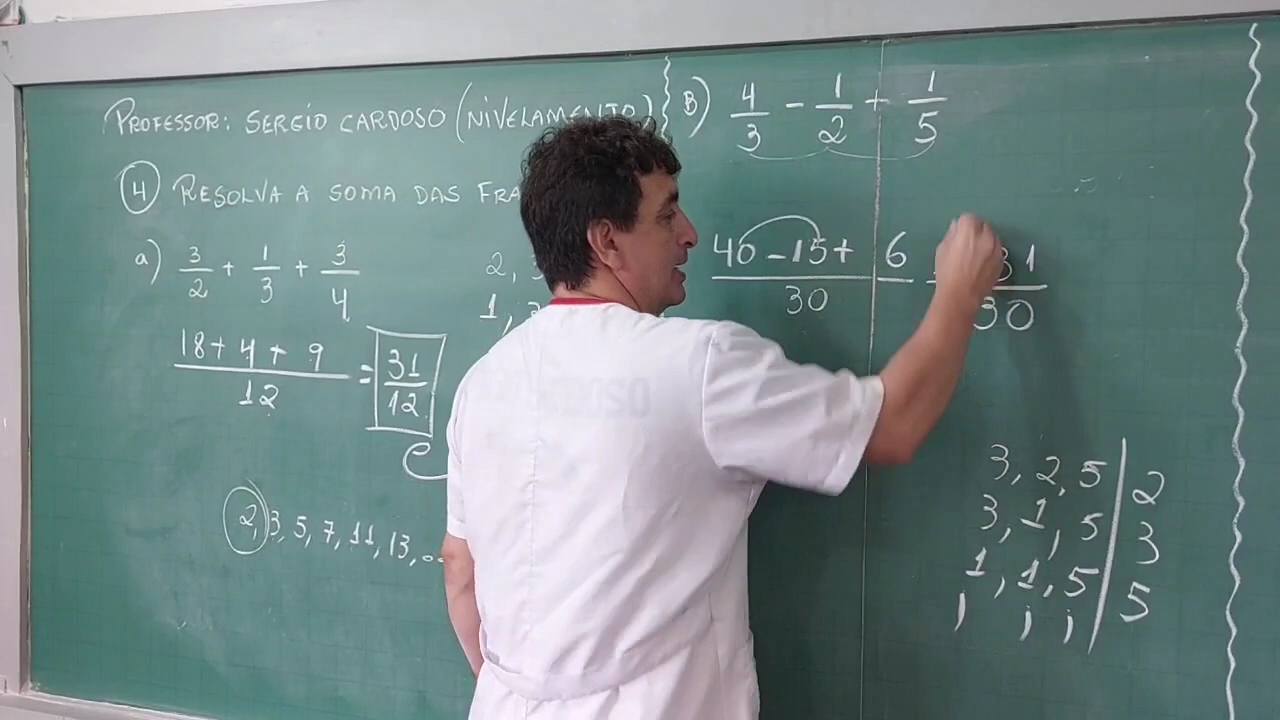 PROFESSOR: SERGIO CARDOSO (NIVELAMENTO)
4 RESOLVA A SOMA DAS
a) 3/2 + 1/3 + 3/4
2,
1,
18 + 4 + 9 / 12 = 31/12
2, 3, 5, 7, 11, 13, ...
B) 4/3 - 1/2 + 1/5
40 - 15 + 6 / 30 = 31/30
3, 2, 5 | 2
3, 1, 5 | 3
1, 1, 5 | 5
1 1 1